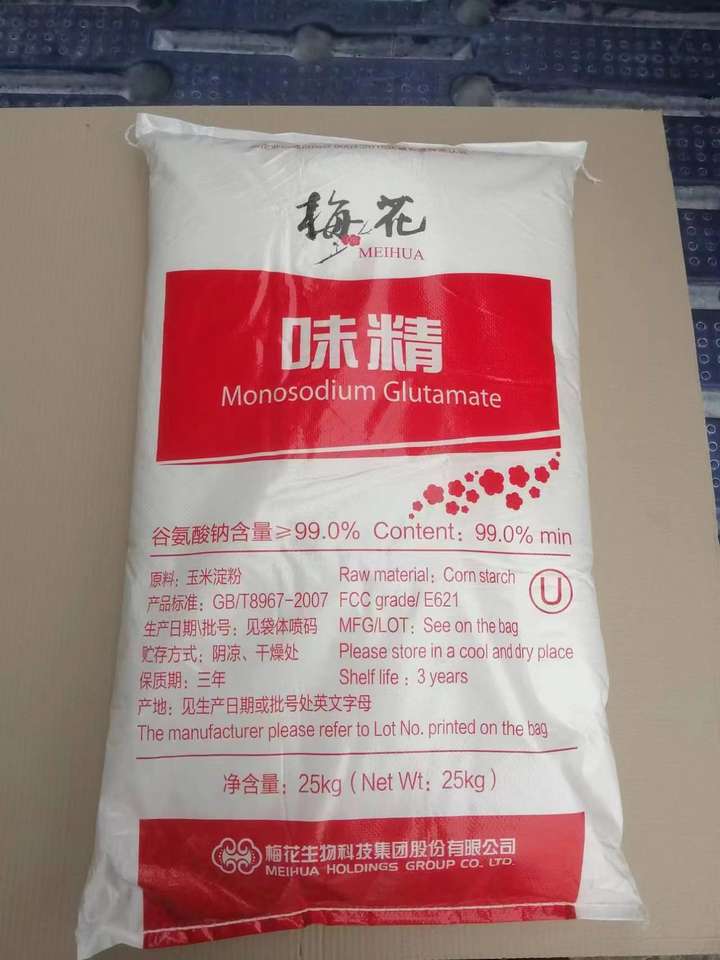 梅花
MEIHUA
味精
Monosodium Glutamate
谷氨酸钠含量≥99.0% Content: 99.0% min
原料: 玉米淀粉 Raw material: Corn starch
产品标准: GB/T8967-2007 FCC grade/ E621
U
生产日期\批号: 见袋体喷码 MFG/LOT: See on the bag
贮存方式: 阴凉、干燥处 Please store in a cool and dry place
保质期: 三年 Shelf life : 3 years
产地: 见生产日期或批号处英文字母
The manufacturer please refer to Lot No. printed on the bag
净含量: 25kg ( Net Wt: 25kg )
梅花生物科技集团股份有限公司
MEIHUA HOLDINGS GROUP CO., LTD.